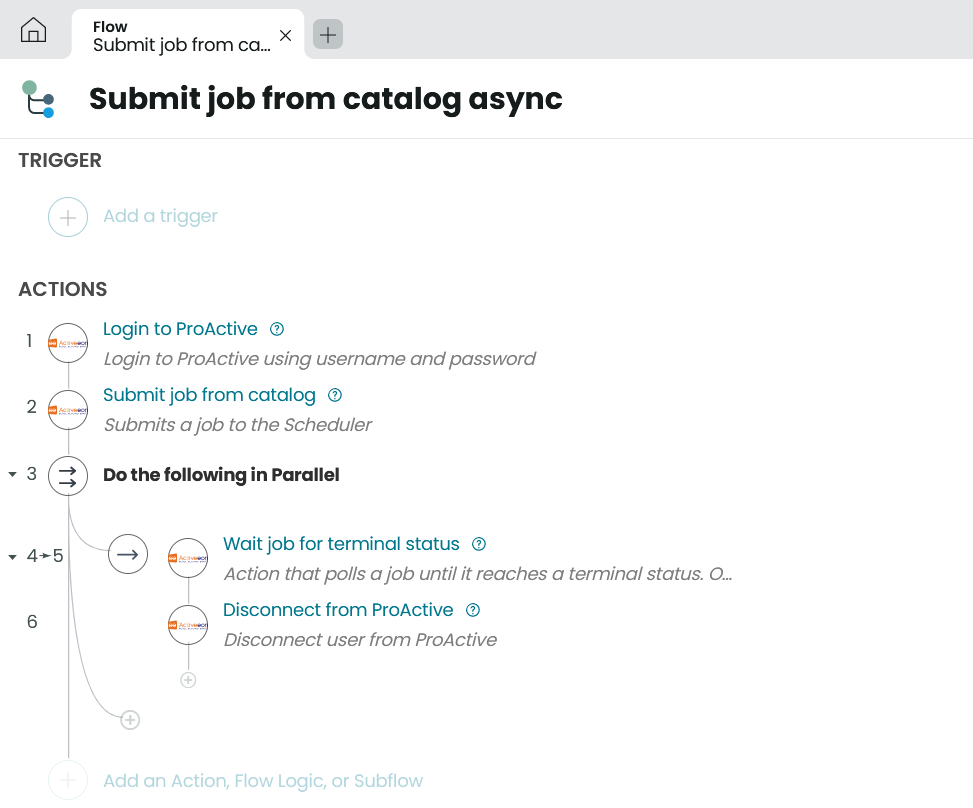 Flow
Submit job from ca...
Submit job from catalog async
TRIGGER
Add a trigger
ACTIONS
1
Login to ProActive
Login to ProActive using username and password
2
Submit job from catalog
Submits a job to the Scheduler
3
Do the following in Parallel
4 5
Wait job for terminal status
Action that polls a job until it reaches a terminal status. O...
6
Disconnect from ProActive
Disconnect user from ProActive
Add an Action, Flow Logic, or Subflow